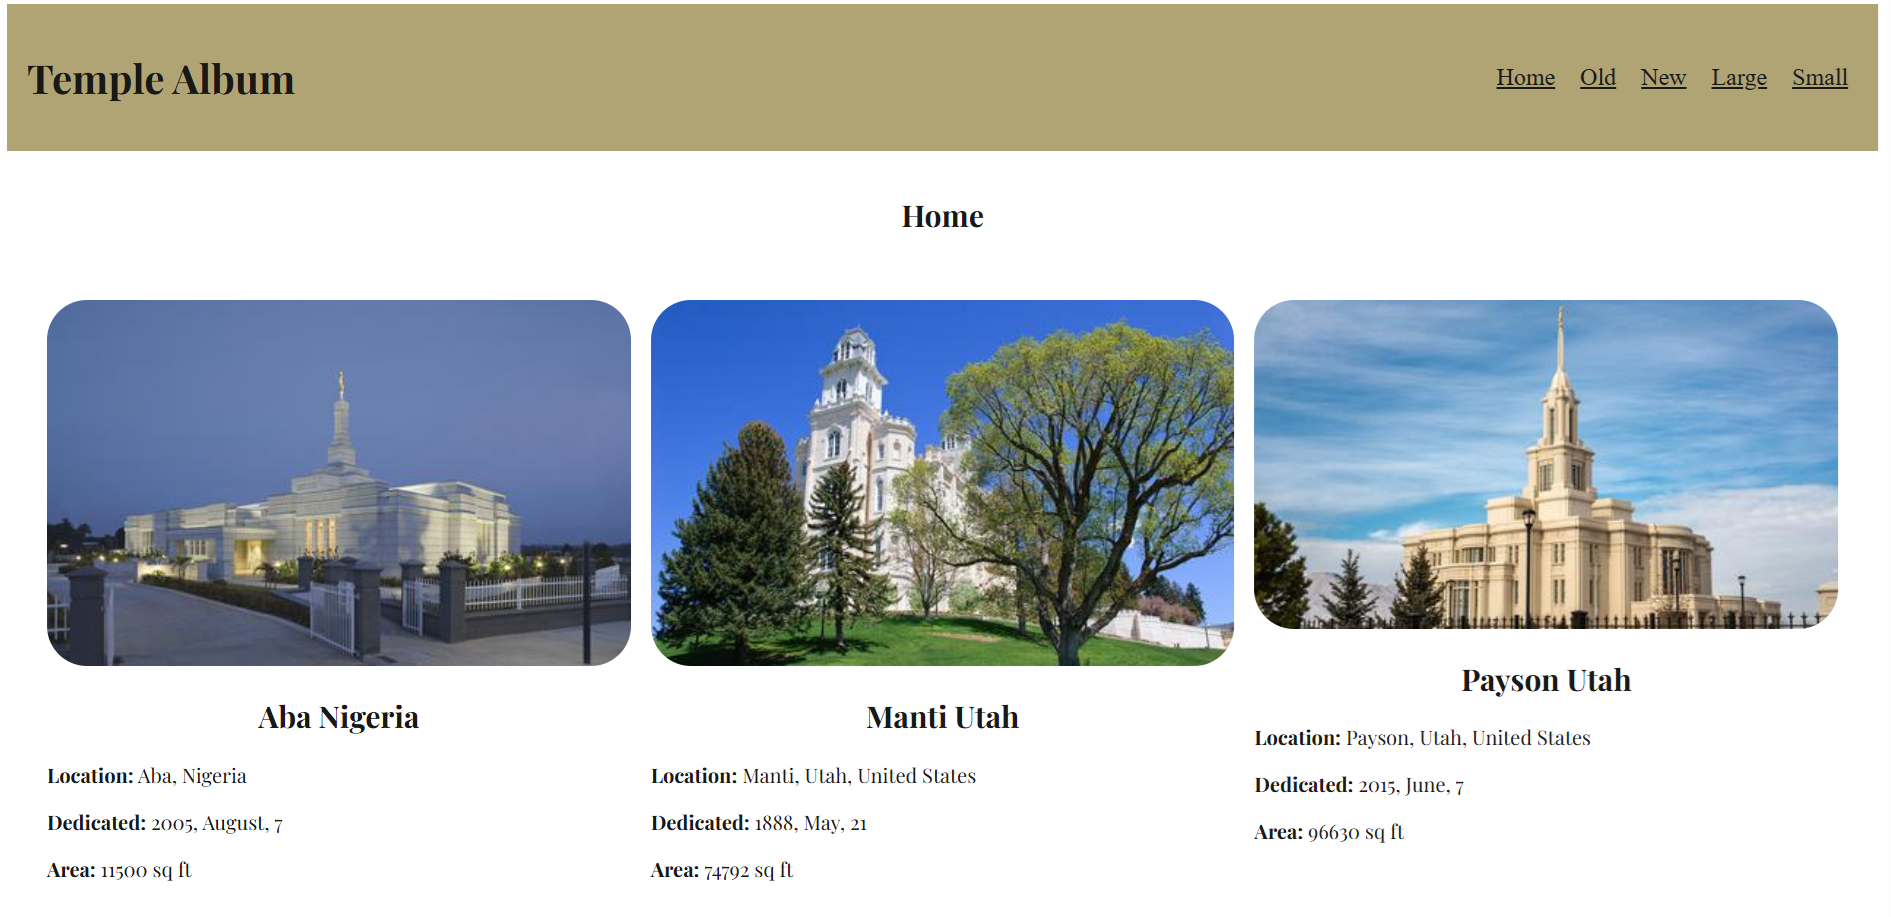 Temple Album
Home Old New Large Small
Home
Aba Nigeria
Location: Aba, Nigeria
Dedicated: 2005, August, 7
Area: 11500 sq ft
Manti Utah
Location: Manti, Utah, United States
Dedicated: 1888, May, 21
Area: 74792 sq ft
Payson Utah
Location: Payson, Utah, United States
Dedicated: 2015, June, 7
Area: 96630 sq ft